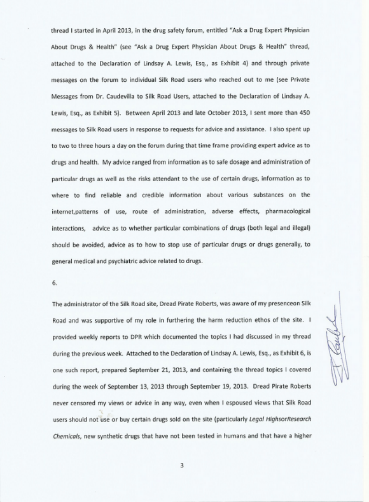 thread I started in April 2013, in the drug safety forum, entitled "Ask a Drug Expert Physician
About Drugs & Health" (see "Ask a Drug Expert Physician About Drugs & Health" thread,
attached to the Declaration of Lindsay A. Lewis, Esq., as Exhibit 4) and through private
messages on the forum to individual Silk Road users who reached out to me (see Private
Messages from Dr. Caudevilla to Silk Road Users, attached to the Declaration of Lindsay A.
Lewis, Esq., as Exhibit 5). Between April 2013 and late October 2013, I sent more than 450
messages to Silk Road users in response to requests for advice and assistance. I also spent up
to two to three hours a day on the forum during that time frame providing expert advice as to
drugs and health. My advice ranged from information as to safe dosage and administration of
particular drugs as well as the risks attendant to the use of certain drugs, information as to
where to find reliable and credible information about various substances on the
internet,patterns of use, route of administration, adverse effects, pharmacological
interactions, advice as to whether particular combinations of drugs (both legal and illegal)
should be avoided, advice as to how to stop use of particular drugs or drugs generally, to
general medical and psychiatric advice related to drugs.
6.
The administrator of the Silk Road site, Dread Pirate Roberts, was aware of my presenceon Silk
Road and was supportive of my role in furthering the harm reduction ethos of the site. I
provided weekly reports to DPR which documented the topics I had discussed in my thread
during the previous week. Attached to the Declaration of Lindsay A. Lewis, Esq., as Exhibit 6, is
one such report, prepared September 21, 2013, and containing the thread topics I covered
during the week of September 13, 2013 through September 19, 2013. Dread Pirate Roberts
never censored my views or advice in any way, even when I espoused views that Silk Road
users should not use or buy certain drugs sold on the site (particularly Legal HighsorResearch
Chemicals, new synthetic drugs that have not been tested in humans and that have a higher
3